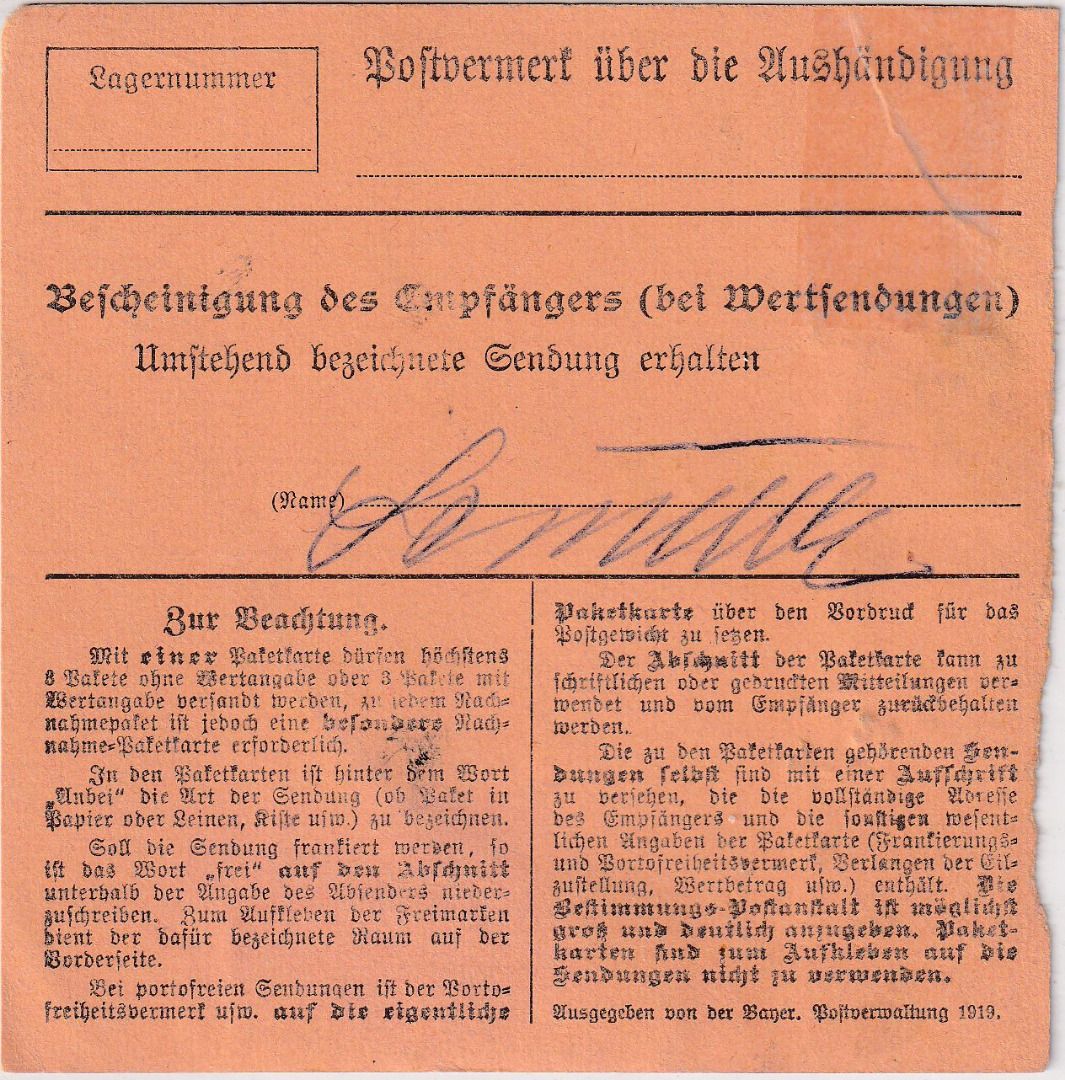 Lagernummer
Postvermerk über die Aushändigung
Bescheinigung des Empfängers (bei Wertsendungen)
Umstehend bezeichnete Sendung erhalten
(Name)
Zur Beachtung.
Mit einer Paketkarte dürfen höchstens
3 Pakete ohne Wertangabe oder 3 Pakete mit
Wertangabe versandt werden, zu jedem Nach-
nahmepaket ist jedoch eine besondere Nach-
nahme-Paketkarte erforderlich.
In den Paketkarten ist hinter dem Wort
„Anbei“ die Art der Sendung (ob Paket in
Papier oder Leinen, Kiste usw.) zu bezeichnen.
Soll die Sendung frankiert werden, so
ist das Wort „frei“ auf den Abschnitt
unterhalb der Angabe des Absenders nieder-
zuschreiben. Zum Aufkleben der Freimarken
dient der dafür bezeichnete Raum auf der
Vorderseite.
Bei portofreien Sendungen ist der Porto-
freiheitsvermerk usw. auf die eigentliche
Paketkarte über den Vordruck für das
Postgewicht zu setzen.
Der Abschnitt der Paketkarte kann zu
schriftlichen oder gedruckten Mitteilungen ver-
wendet und vom Empfänger zurückbehalten
werden.
Die zu den Paketkarten gehörenden Sen-
dungen selbst sind mit einer Aufschrift
zu versehen, die die vollständige Adresse
des Empfängers und die sonstigen wesent-
lichen Angaben der Paketkarte (Frankierungs-
und Portofreiheitsvermerk, Verlangen der Eil-
zustellung, Wertbetrag usw.) enthält. Die
Bestimmungs-Postanstalt ist möglichst
groß und deutlich anzugeben. Paket-
karten sind zum Aufkleben auf die
Sendungen nicht zu verwenden.
Ausgegeben von der Bayer. Postverwaltung 1919.